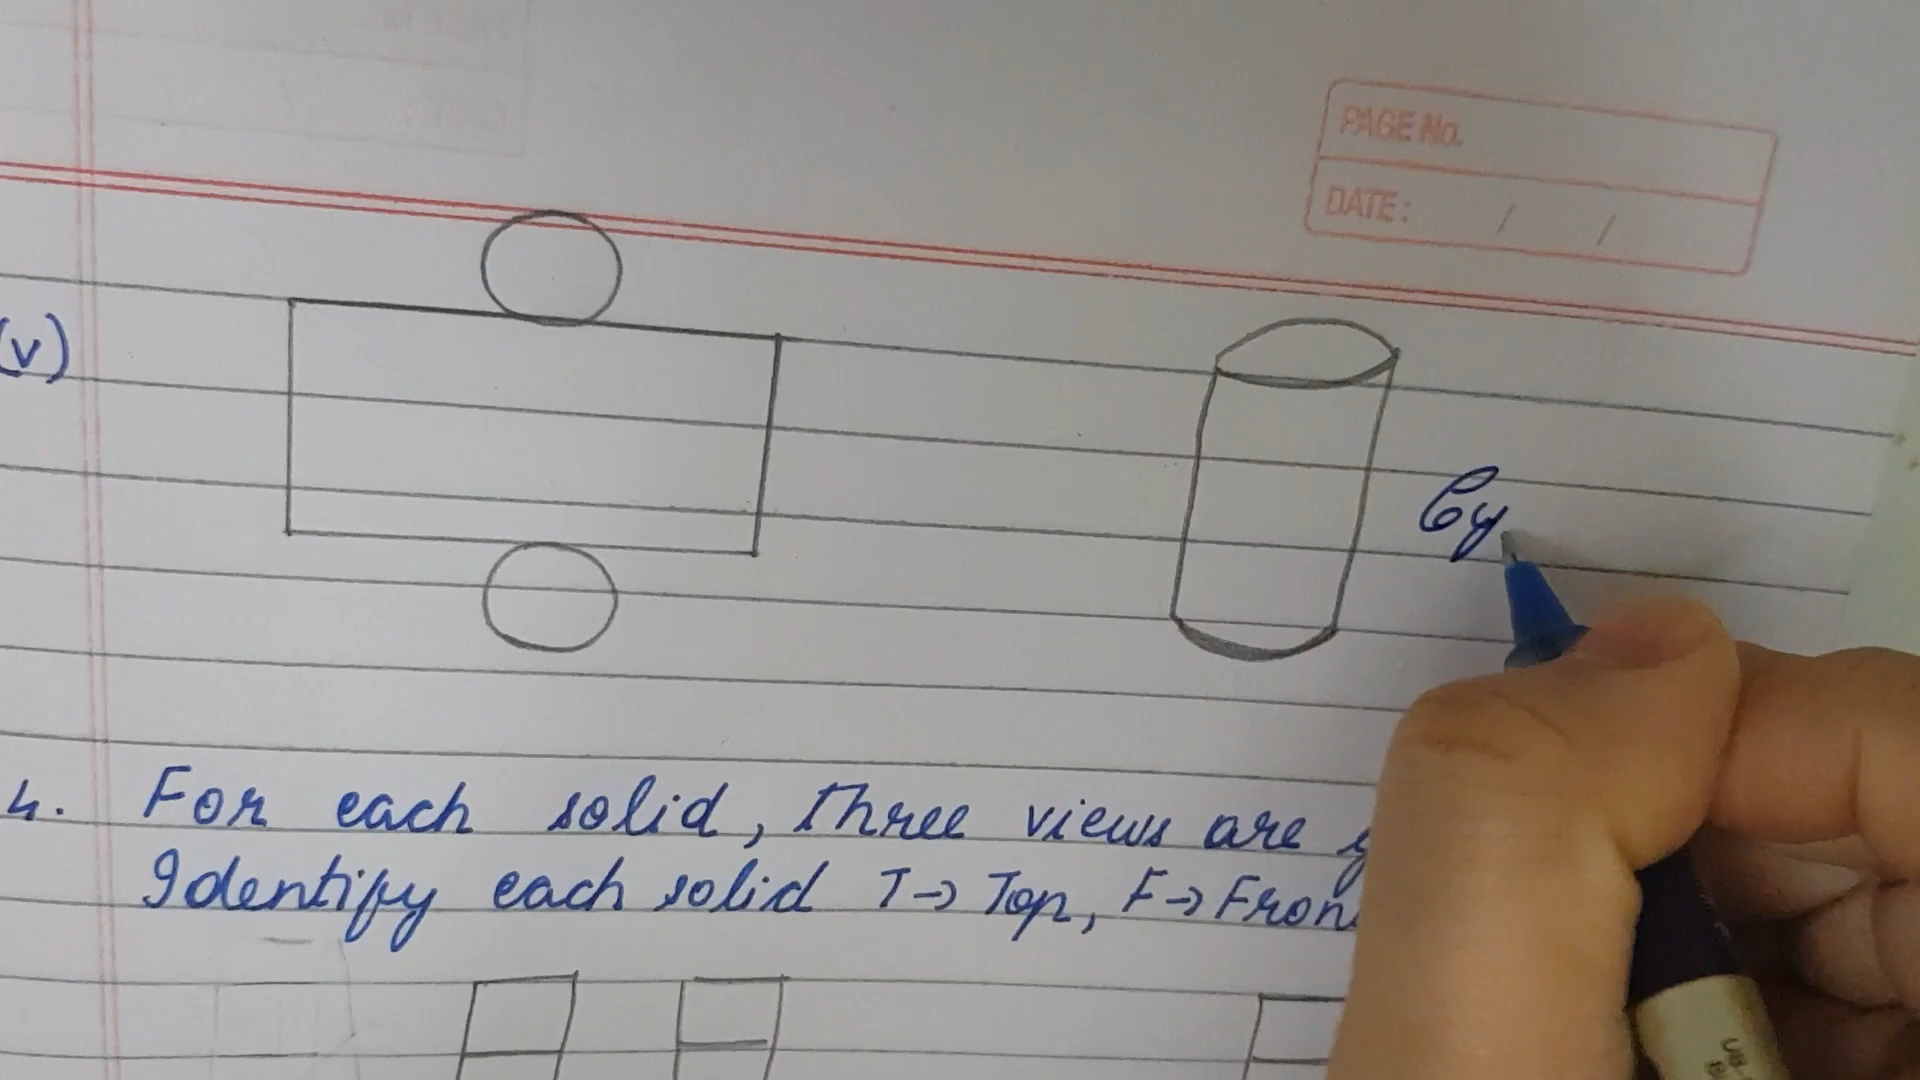 PAGE No.
DATE: / /
(v)
Cy
4. For each solid, three views are
Identify each solid T→ Top, F→ Fron